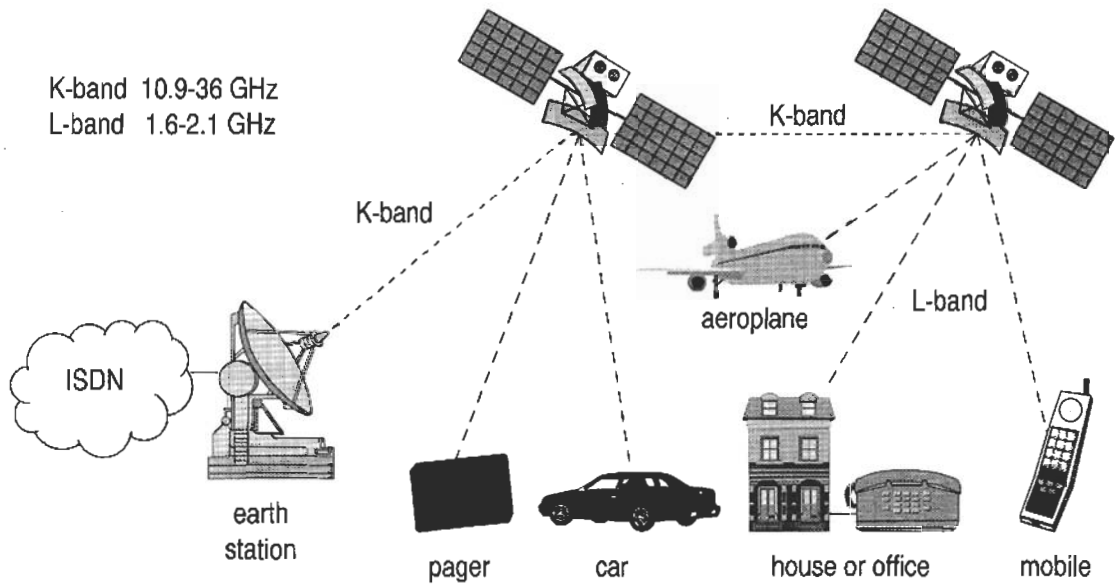 K-band 10.9-36 GHz
L-band 1.6-2.1 GHz
K-band
K-band
L-band
aeroplane
ISDN
earth
station
pager
car
house or office
mobile